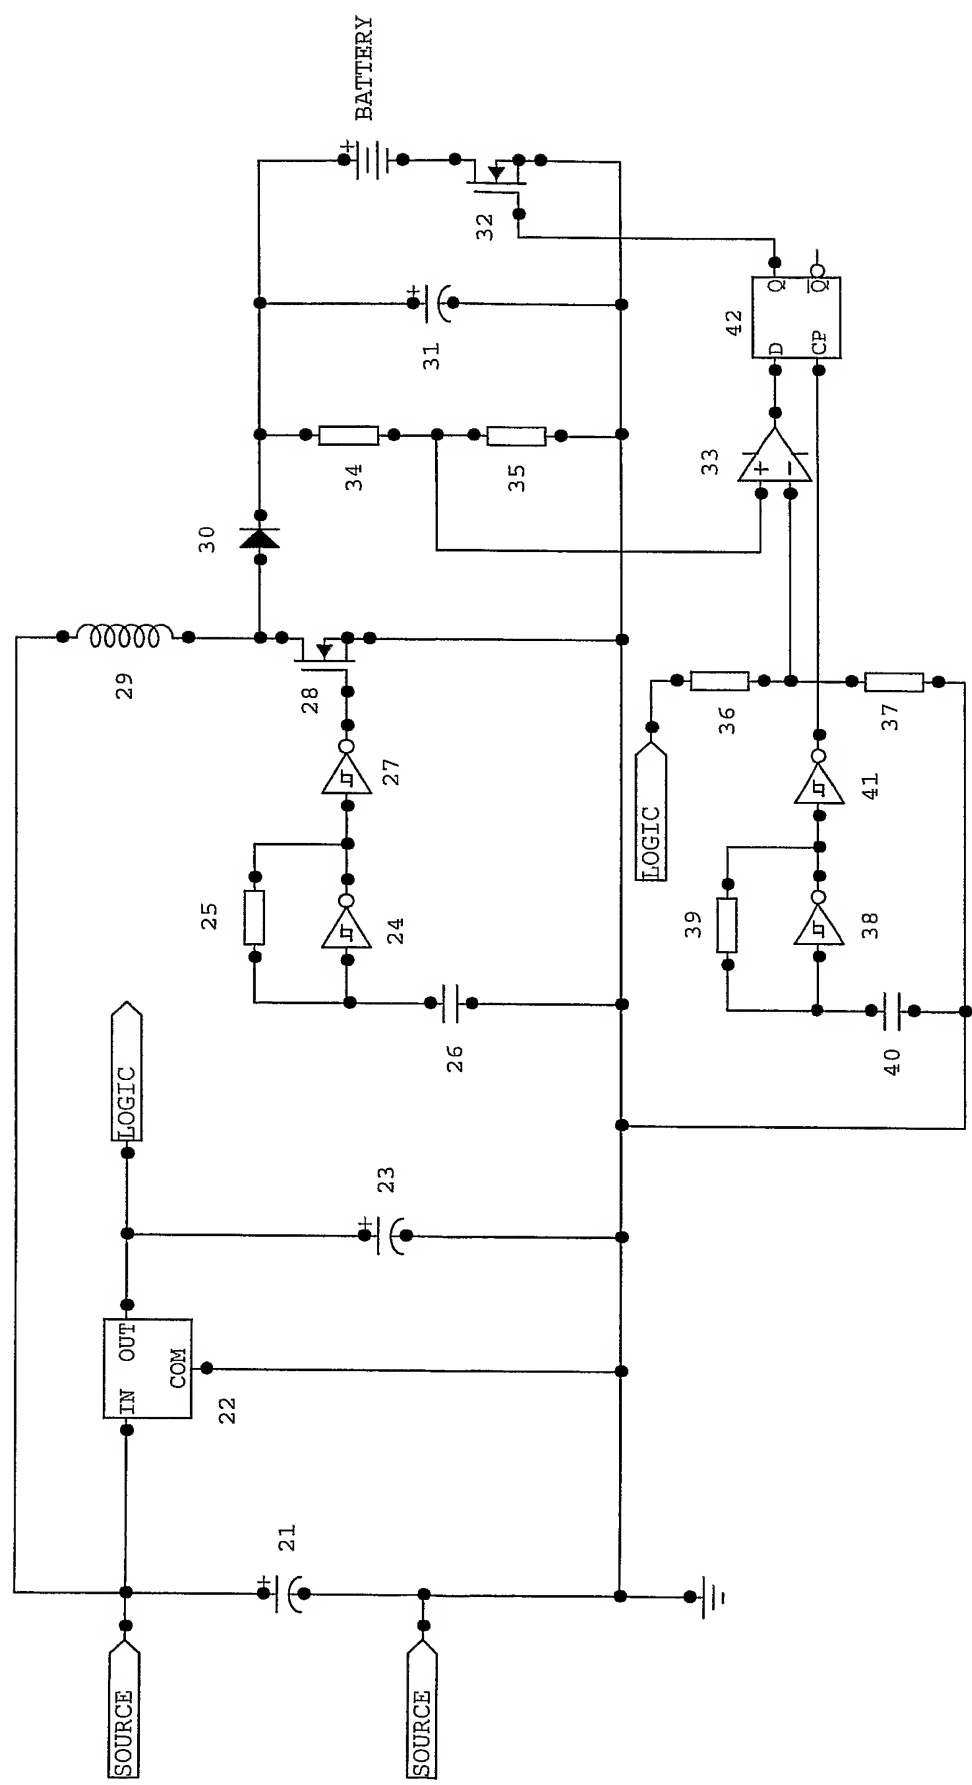 BATTERY
+
32
Q
Q
42
D
CP
+
31
33
+
−
34
35
30
29
28
27
36
37
LOGIC
41
25
24
39
38
26
40
LOGIC
+
23
OUT
IN
COM
22
+
21
SOURCE
SOURCE